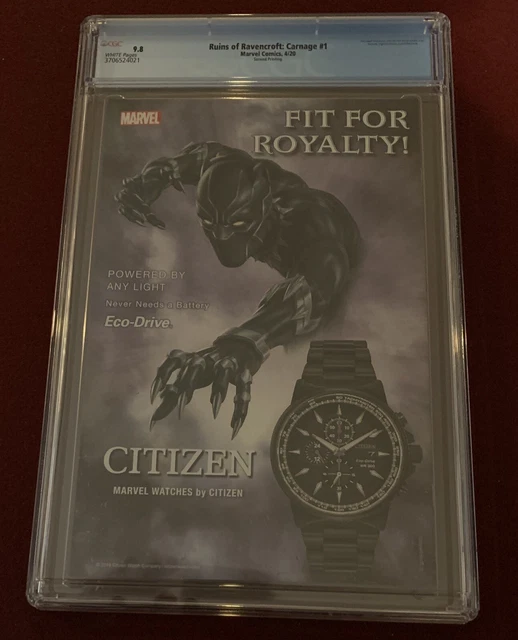 CGC
9.8
WHITE Pages
3706524021
Ruins of Ravencroft: Carnage #1
Marvel Comics, 4/20
Second Printing
MARVEL
FIT FOR
ROYALTY!
POWERED BY
ANY LIGHT.
Never Needs a Battery.
Eco-Drive
CITIZEN
MARVEL WATCHES by CITIZEN